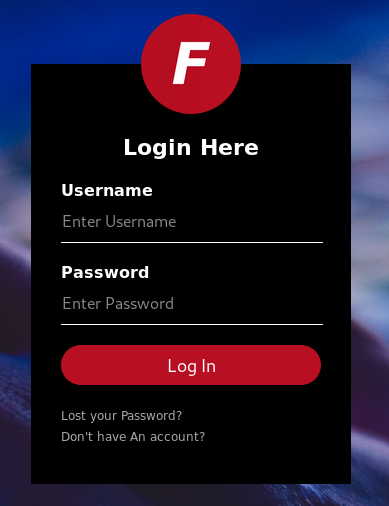 F
Login Here
Username
Enter Username
Password
Enter Password
Log In
Lost your Password?
Don't have An account?